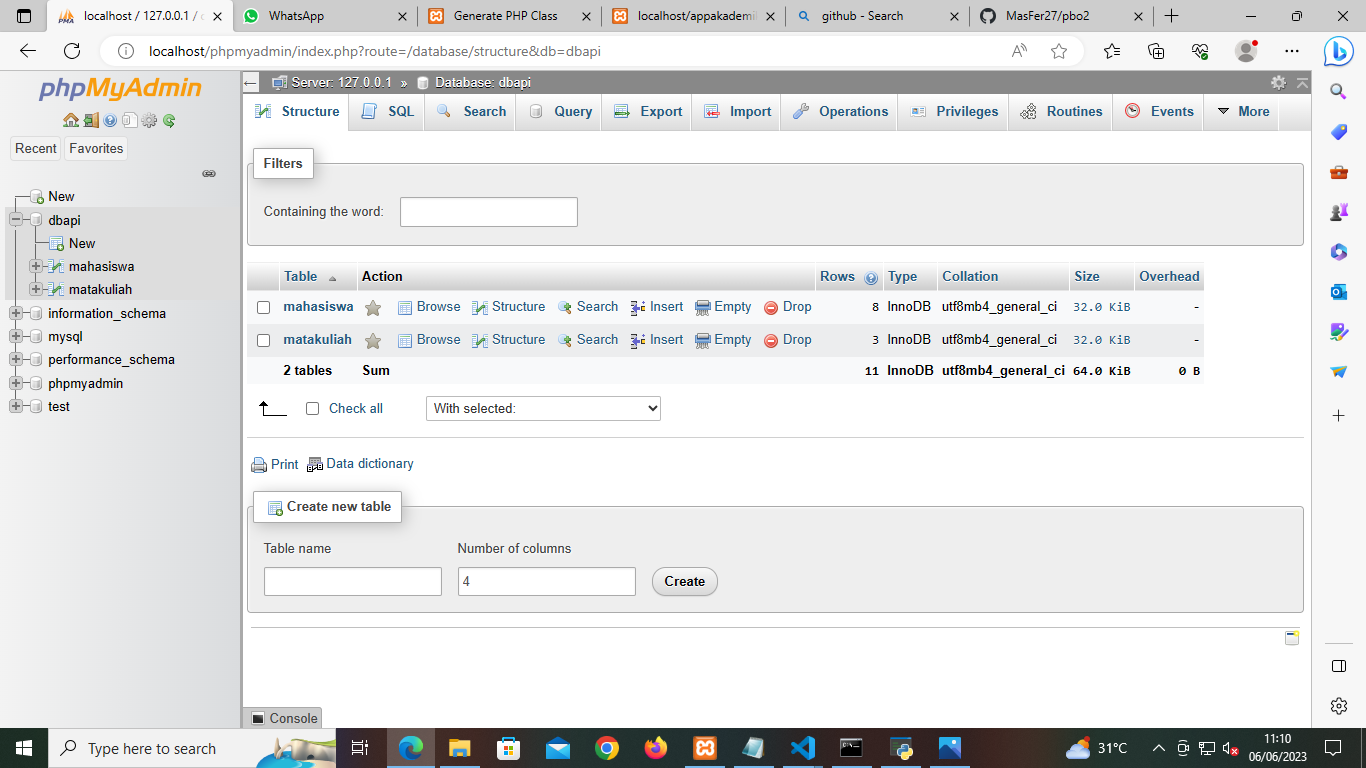 localhost / 127.0.0.1 /
WhatsApp
Generate PHP Class
localhost/appakademi
github - Search
MasFer27/pbo2
localhost/phpmyadmin/index.php?route=/database/structure&db=dbapi
phpMyAdmin
Recent Favorites
New
dbapi
New
mahasiswa
matakuliah
information_schema
mysql
performance_schema
phpmyadmin
test
Server: 127.0.0.1 » Database: dbapi
Structure SQL Search Query Export Import Operations Privileges Routines Events More
Filters
Containing the word:
Table Action Rows Type Collation Size Overhead
mahasiswa Browse Structure Search Insert Empty Drop 8 InnoDB utf8mb4_general_ci 32.0 KiB -
matakuliah Browse Structure Search Insert Empty Drop 3 InnoDB utf8mb4_general_ci 32.0 KiB -
2 tables Sum 11 InnoDB utf8mb4_general_ci 64.0 KiB 0 B
Check all With selected:
Print Data dictionary
Create new table
Table name Number of columns
4 Create
Console
Type here to search
31°C
11:10
06/06/2023